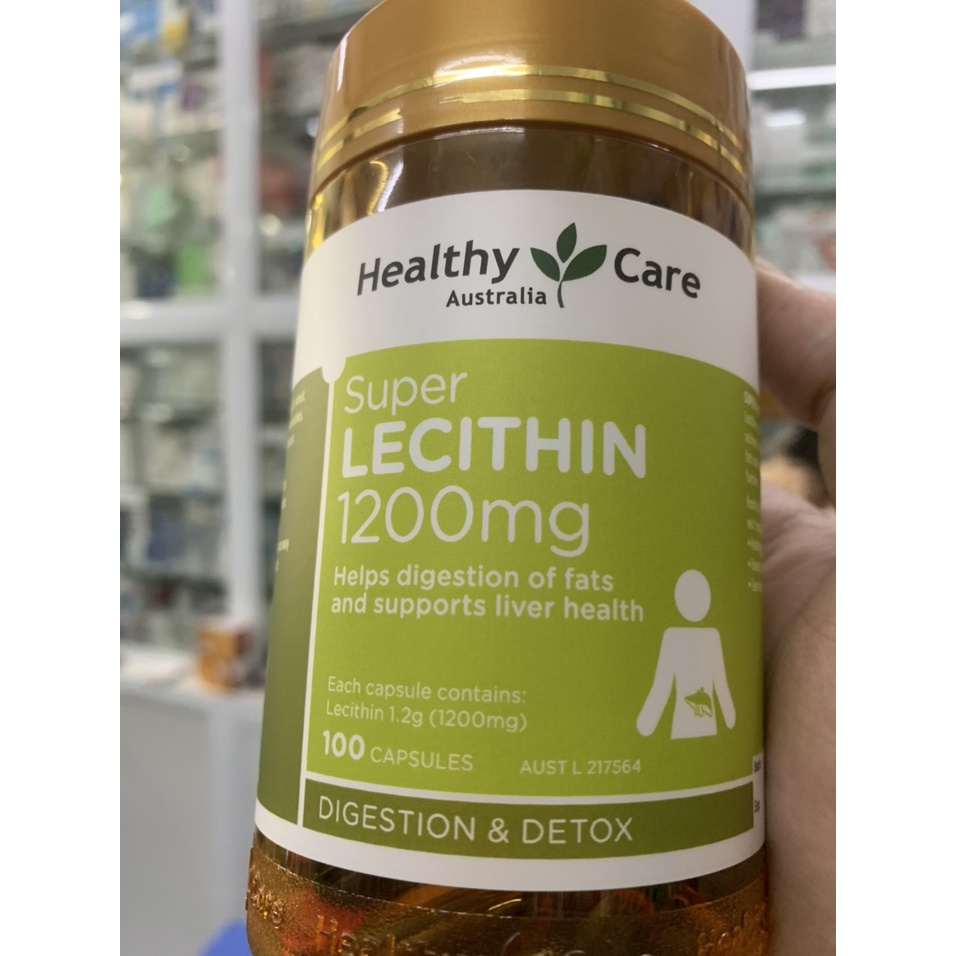 Healthy Care
Australia
Super
LECITHIN
1200mg
Helps digestion of fats
and supports liver health
Each capsule contains:
Lecithin 1.2g (1200mg)
100 CAPSULES
AUST L 217564
DIGESTION & DETOX